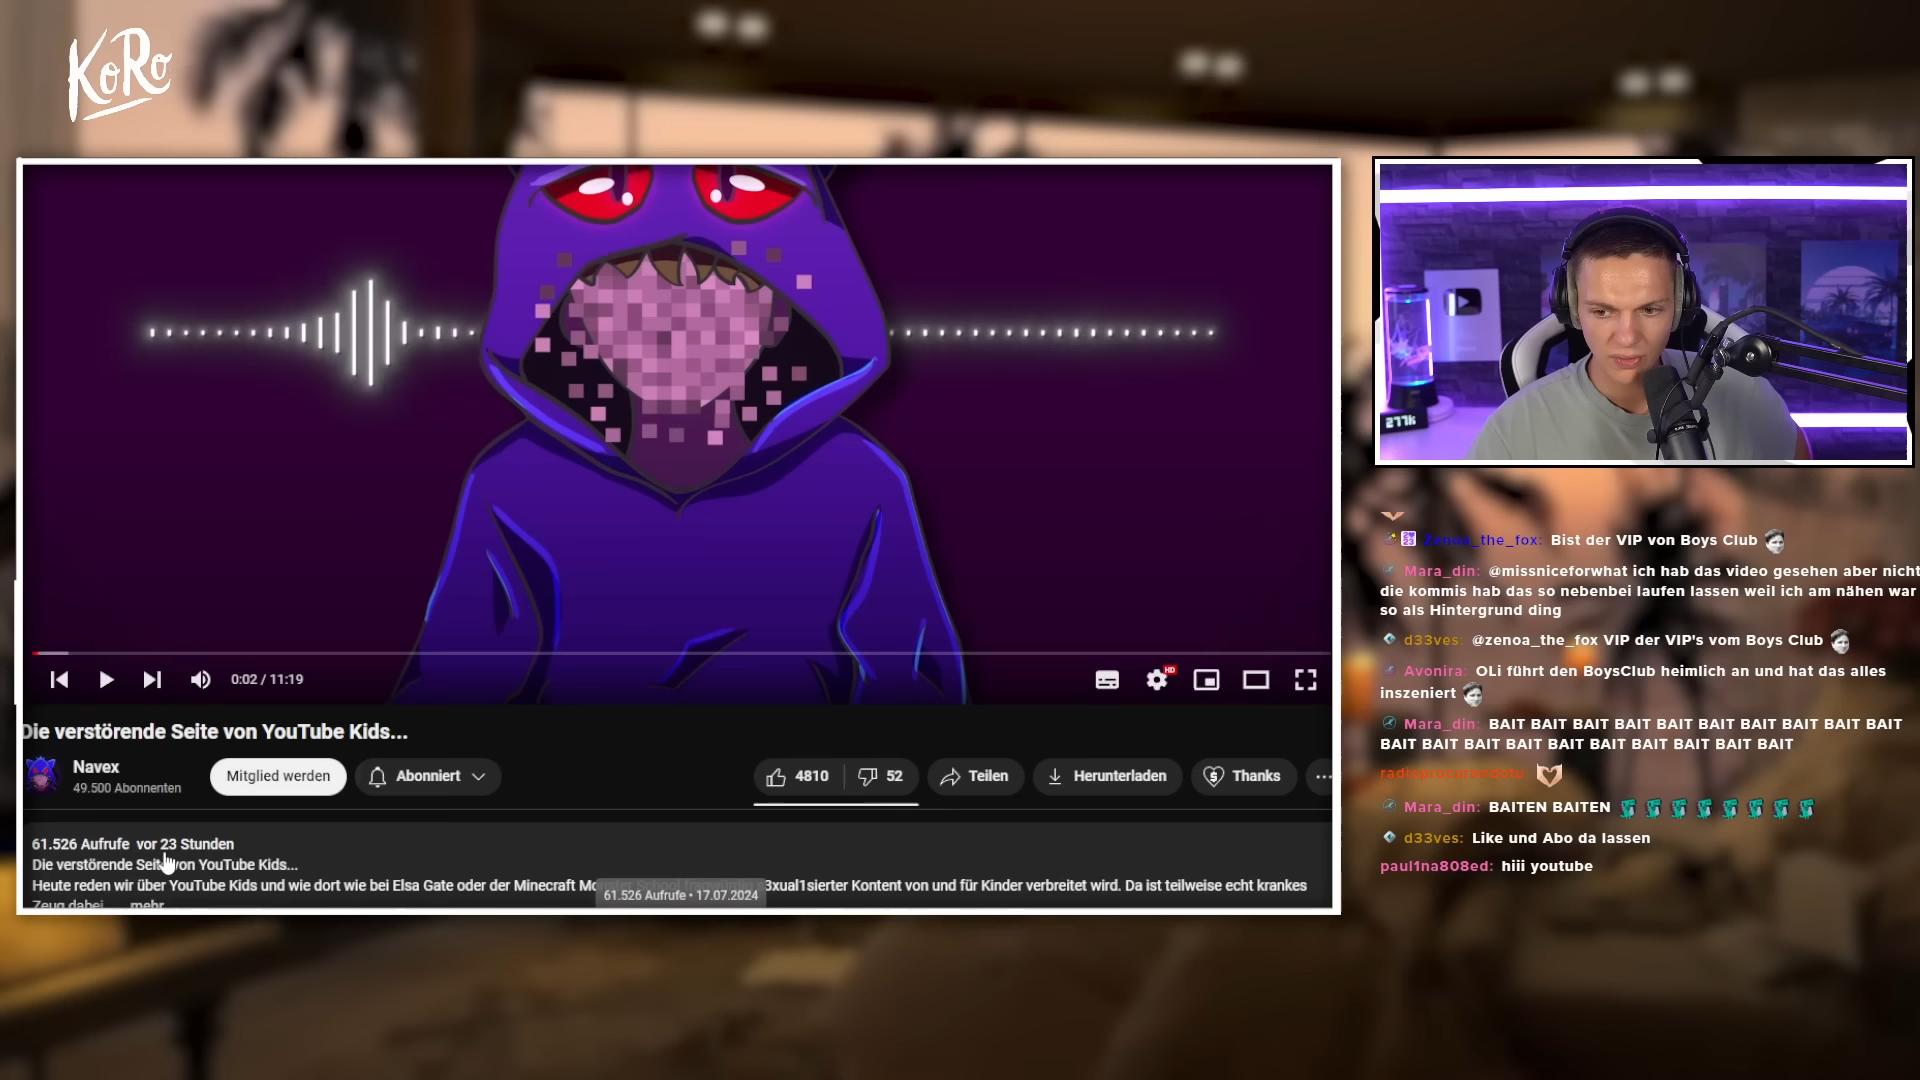 KoRo
0:02 / 11:19
HD
Die verstörende Seite von YouTube Kids...
Navex
49.500 Abonnenten
Mitglied werden
Abonniert
4810
52
Teilen
Herunterladen
Thanks
61.526 Aufrufe vor 23 Stunden
Die verstörende Seite von YouTube Kids...
Heute reden wir über YouTube Kids und wie dort wie bei Elsa Gate oder der Minecraft School 3xual1sierter Kontent von und für Kinder verbreitet wird. Da ist teilweise echt krankes
Zeug dabei. mehr
61.526 Aufrufe • 17.07.2024
277k
Zenoa_the_fox: Bist der VIP von Boys Club
Mara_din: @missniceforwhat ich hab das video gesehen aber nicht
die kommis hab das so nebenbei laufen lassen weil ich am nähen war
so als Hintergrund ding
d33ves: @zenoa_the_fox VIP der VIP's vom Boys Club
Avonira: OLi führt den BoysClub heimlich an und hat das alles
inszeniert
Mara_din: BAIT BAIT BAIT BAIT BAIT BAIT BAIT BAIT BAIT BAIT
BAIT BAIT BAIT BAIT BAIT BAIT BAIT BAIT BAIT BAIT
Mara_din: BAITEN BAITEN
d33ves: Like und Abo da lassen
paul1na808ed: hiii youtube